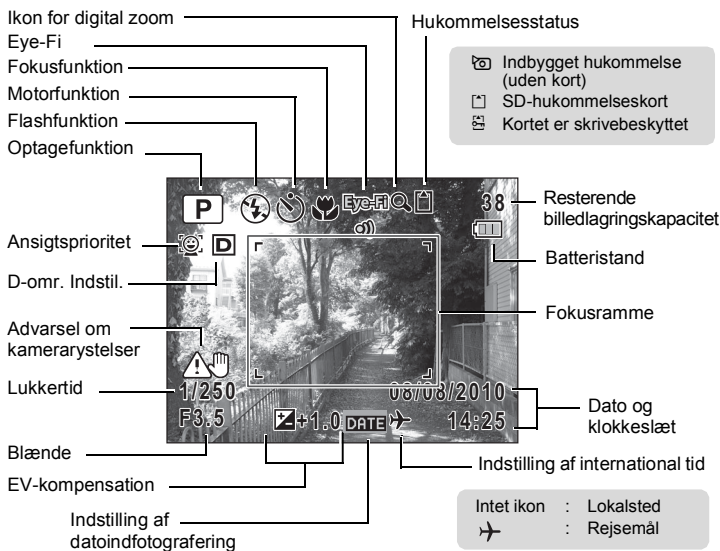 Ikon for digital zoom
Eye-Fi
Fokusfunktion
Motorfunktion
Flashfunktion
Optagefunktion
Hukommelsesstatus
Indbygget hukommelse
(uden kort)
SD-hukommelseskort
Kortet er skrivebeskyttet
P
Eye-Fi
38
D
Resterende
billedlagringskapacitet
Batteristand
Ansigtsprioritet
D-omr. Indstil.
Fokusramme
Advarsel om
kamerarystelser
Lukkertid
1/250
08/08/2010
F3.5
+1.0
DATE
14:25
Dato og
klokkeslæt
Blænde
EV-kompensation
Indstilling af
datoindfotografering
Indstilling af international tid
Intet ikon : Lokalsted
: Rejsemål